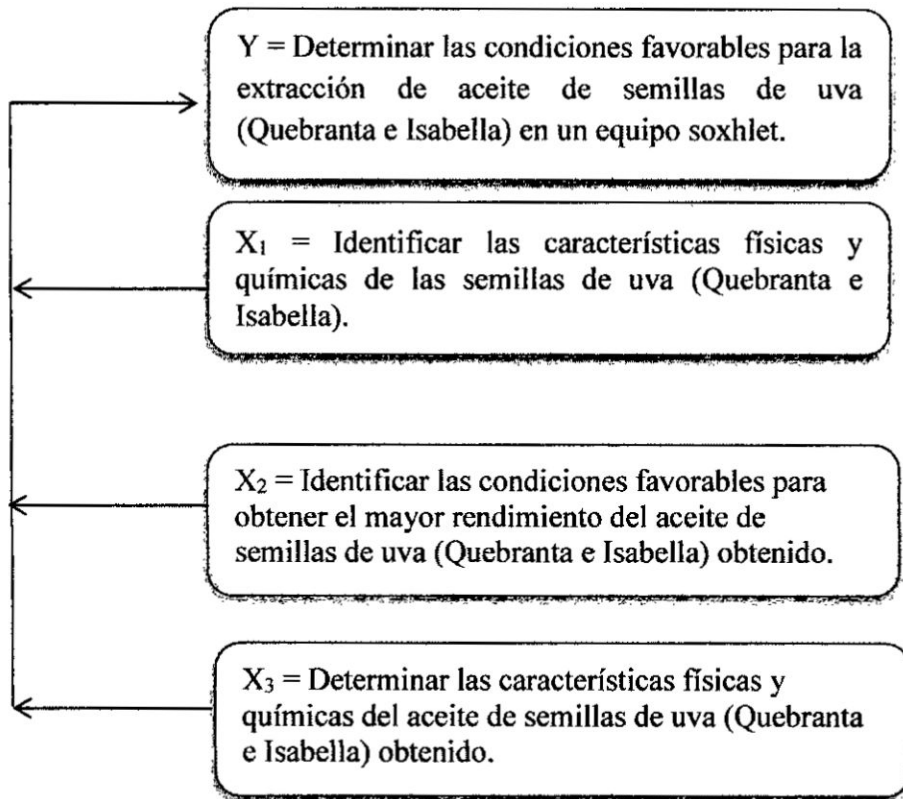 Y = Determinar las condiciones favorables para la
extracción de aceite de semillas de uva
(Quebranta e Isabella) en un equipo soxhlet.
X₁ = Identificar las características físicas y
químicas de las semillas de uva (Quebranta e
Isabella).
X₂ = Identificar las condiciones favorables para
obtener el mayor rendimiento del aceite de
semillas de uva (Quebranta e Isabella) obtenido.
X₃ = Determinar las características físicas y
químicas del aceite de semillas de uva (Quebranta
e Isabella) obtenido.